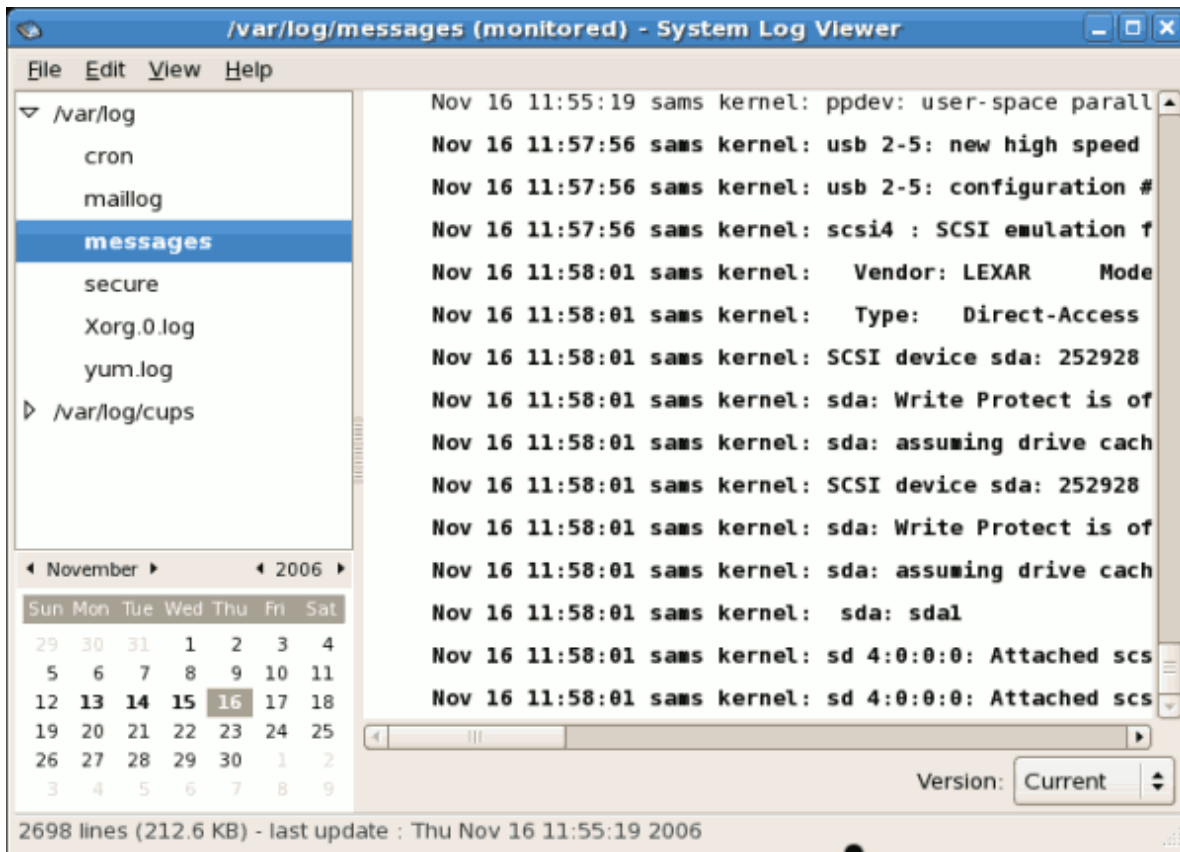 /var/log/messages (monitored) - System Log Viewer
File Edit View Help
/var/log
cron
maillog
messages
secure
Xorg.0.log
yum.log
/var/log/cups
November 2006
Sun Mon Tue Wed Thu Fri Sat
29 30 31 1 2 3 4
5 6 7 8 9 10 11
12 13 14 15 16 17 18
19 20 21 22 23 24 25
26 27 28 29 30 1 2
3 4 5 6 7 8 9
Nov 16 11:55:19 sams kernel: ppdev: user-space parall
Nov 16 11:57:56 sams kernel: usb 2-5: new high speed
Nov 16 11:57:56 sams kernel: usb 2-5: configuration #
Nov 16 11:57:56 sams kernel: scsi4 : SCSI emulation f
Nov 16 11:58:01 sams kernel: Vendor: LEXAR Mode
Nov 16 11:58:01 sams kernel: Type: Direct-Access
Nov 16 11:58:01 sams kernel: SCSI device sda: 252928
Nov 16 11:58:01 sams kernel: sda: Write Protect is of
Nov 16 11:58:01 sams kernel: sda: assuming drive cach
Nov 16 11:58:01 sams kernel: SCSI device sda: 252928
Nov 16 11:58:01 sams kernel: sda: Write Protect is of
Nov 16 11:58:01 sams kernel: sda: assuming drive cach
Nov 16 11:58:01 sams kernel: sda: sda1
Nov 16 11:58:01 sams kernel: sd 4:0:0:0: Attached scs
Nov 16 11:58:01 sams kernel: sd 4:0:0:0: Attached scs
Version: Current
2698 lines (212.6 KB) - last update : Thu Nov 16 11:55:19 2006